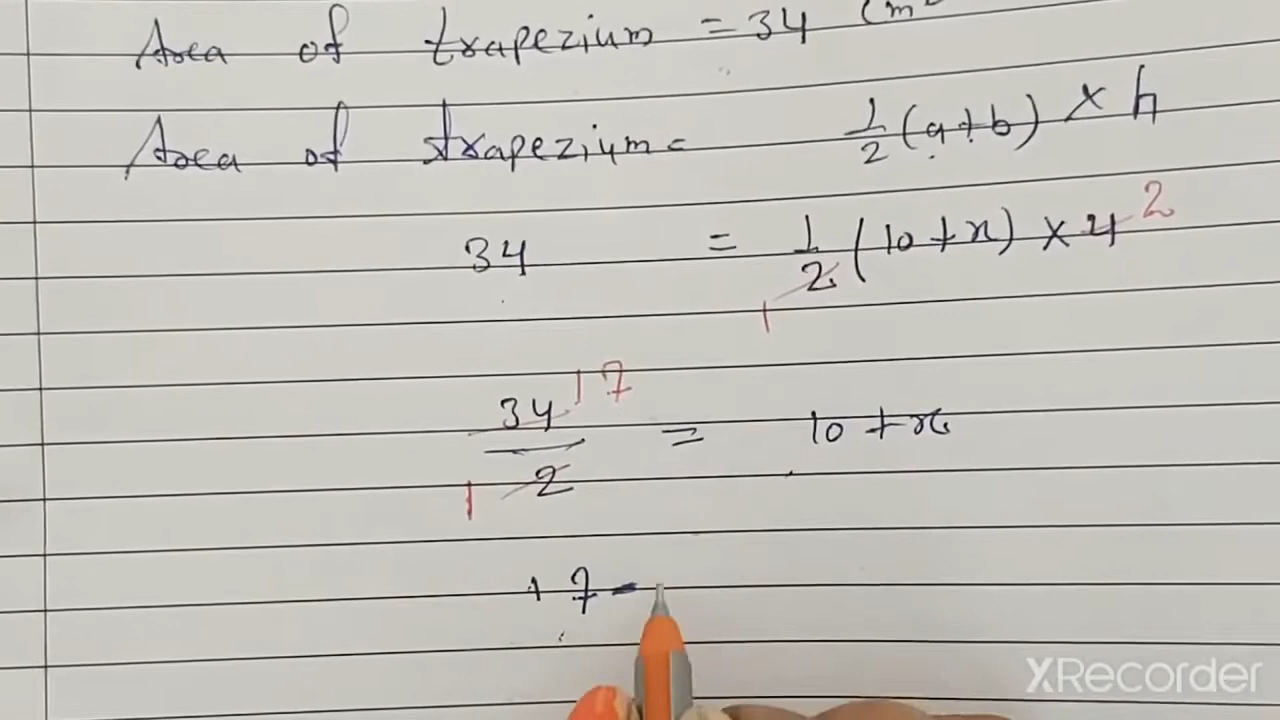 Area of trapezium = 34 cm²
Area of trapezium = 1/2 (a+b) × h
34 = 1/2 (10 + x) × 4 2
1
34 17
/2 = 10 + x
1
17 -
XRecorder